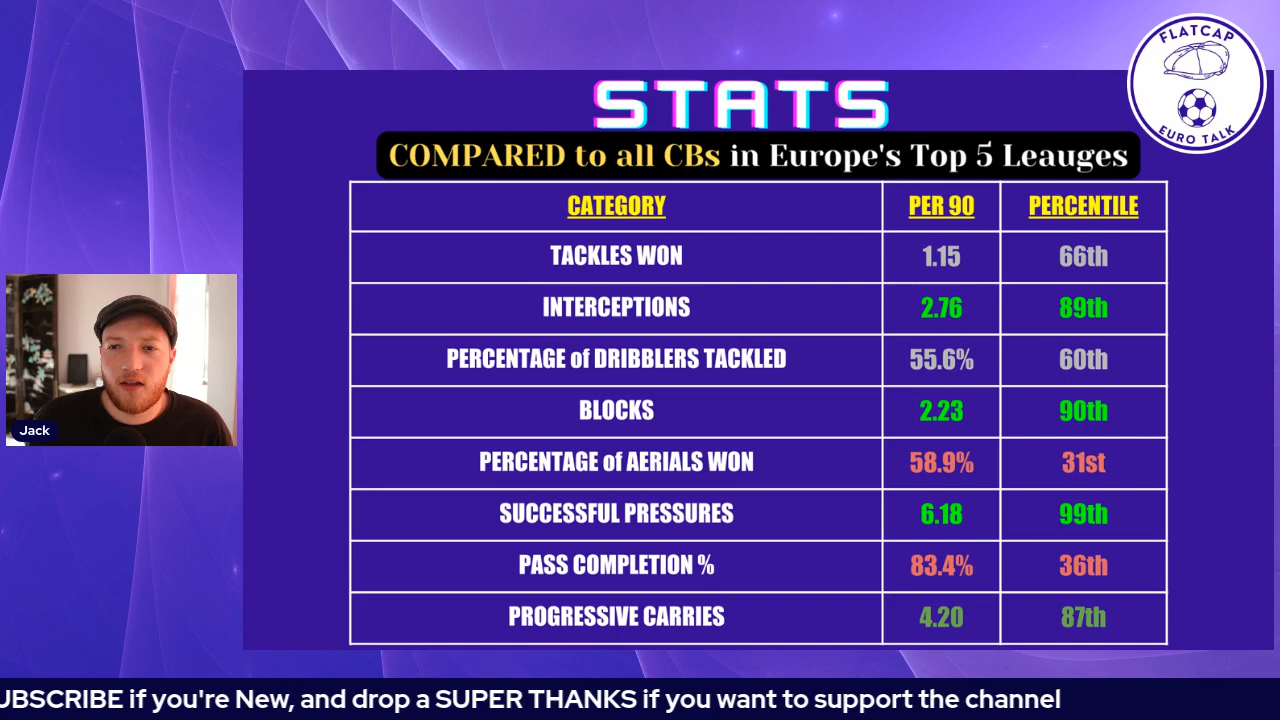 FLATCAP
EURO TALK
STATS
COMPARED to all CBs in Europe's Top 5 Leauges
CATEGORY PER 90 PERCENTILE
TACKLES WON 1.15 66th
INTERCEPTIONS 2.76 89th
PERCENTAGE of DRIBBLERS TACKLED 55.6% 60th
BLOCKS 2.23 90th
PERCENTAGE of AERIALS WON 58.9% 31st
SUCCESSFUL PRESSURES 6.18 99th
PASS COMPLETION % 83.4% 36th
PROGRESSIVE CARRIES 4.20 87th
Jack
UBSCRIBE if you're New, and drop a SUPER THANKS if you want to support the channel